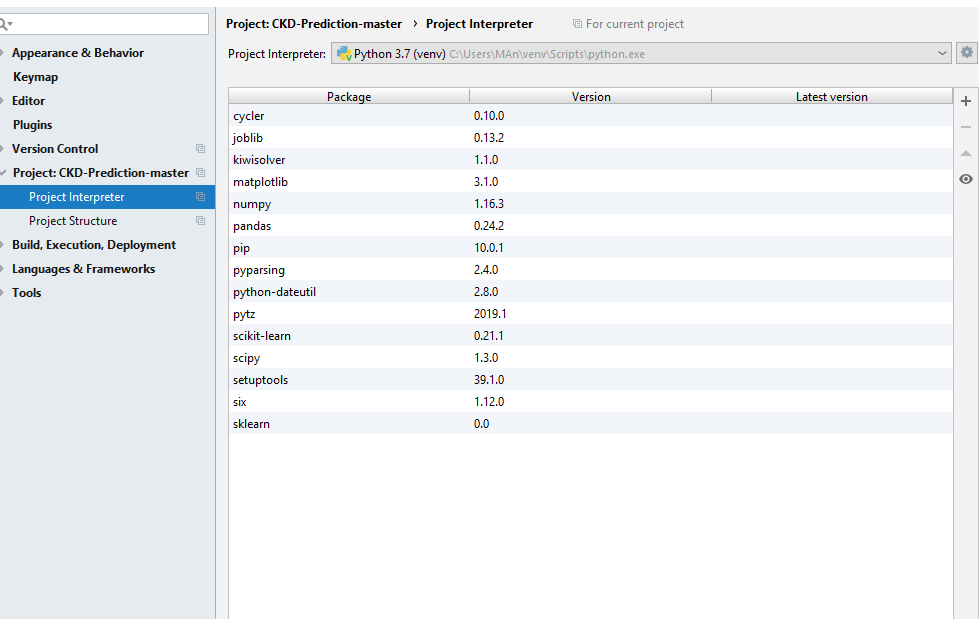 Project: CKD-Prediction-master › Project Interpreter For current project
Appearance & Behavior
Keymap
Editor
Plugins
Version Control
Project: CKD-Prediction-master
Project Interpreter
Project Structure
Build, Execution, Deployment
Languages & Frameworks
Tools
Project Interpreter: Python 3.7 (venv) C:\Users\MAn\venv\Scripts\python.exe
Package Version Latest version
cycler 0.10.0
joblib 0.13.2
kiwisolver 1.1.0
matplotlib 3.1.0
numpy 1.16.3
pandas 0.24.2
pip 10.0.1
pyparsing 2.4.0
python-dateutil 2.8.0
pytz 2019.1
scikit-learn 0.21.1
scipy 1.3.0
setuptools 39.1.0
six 1.12.0
sklearn 0.0